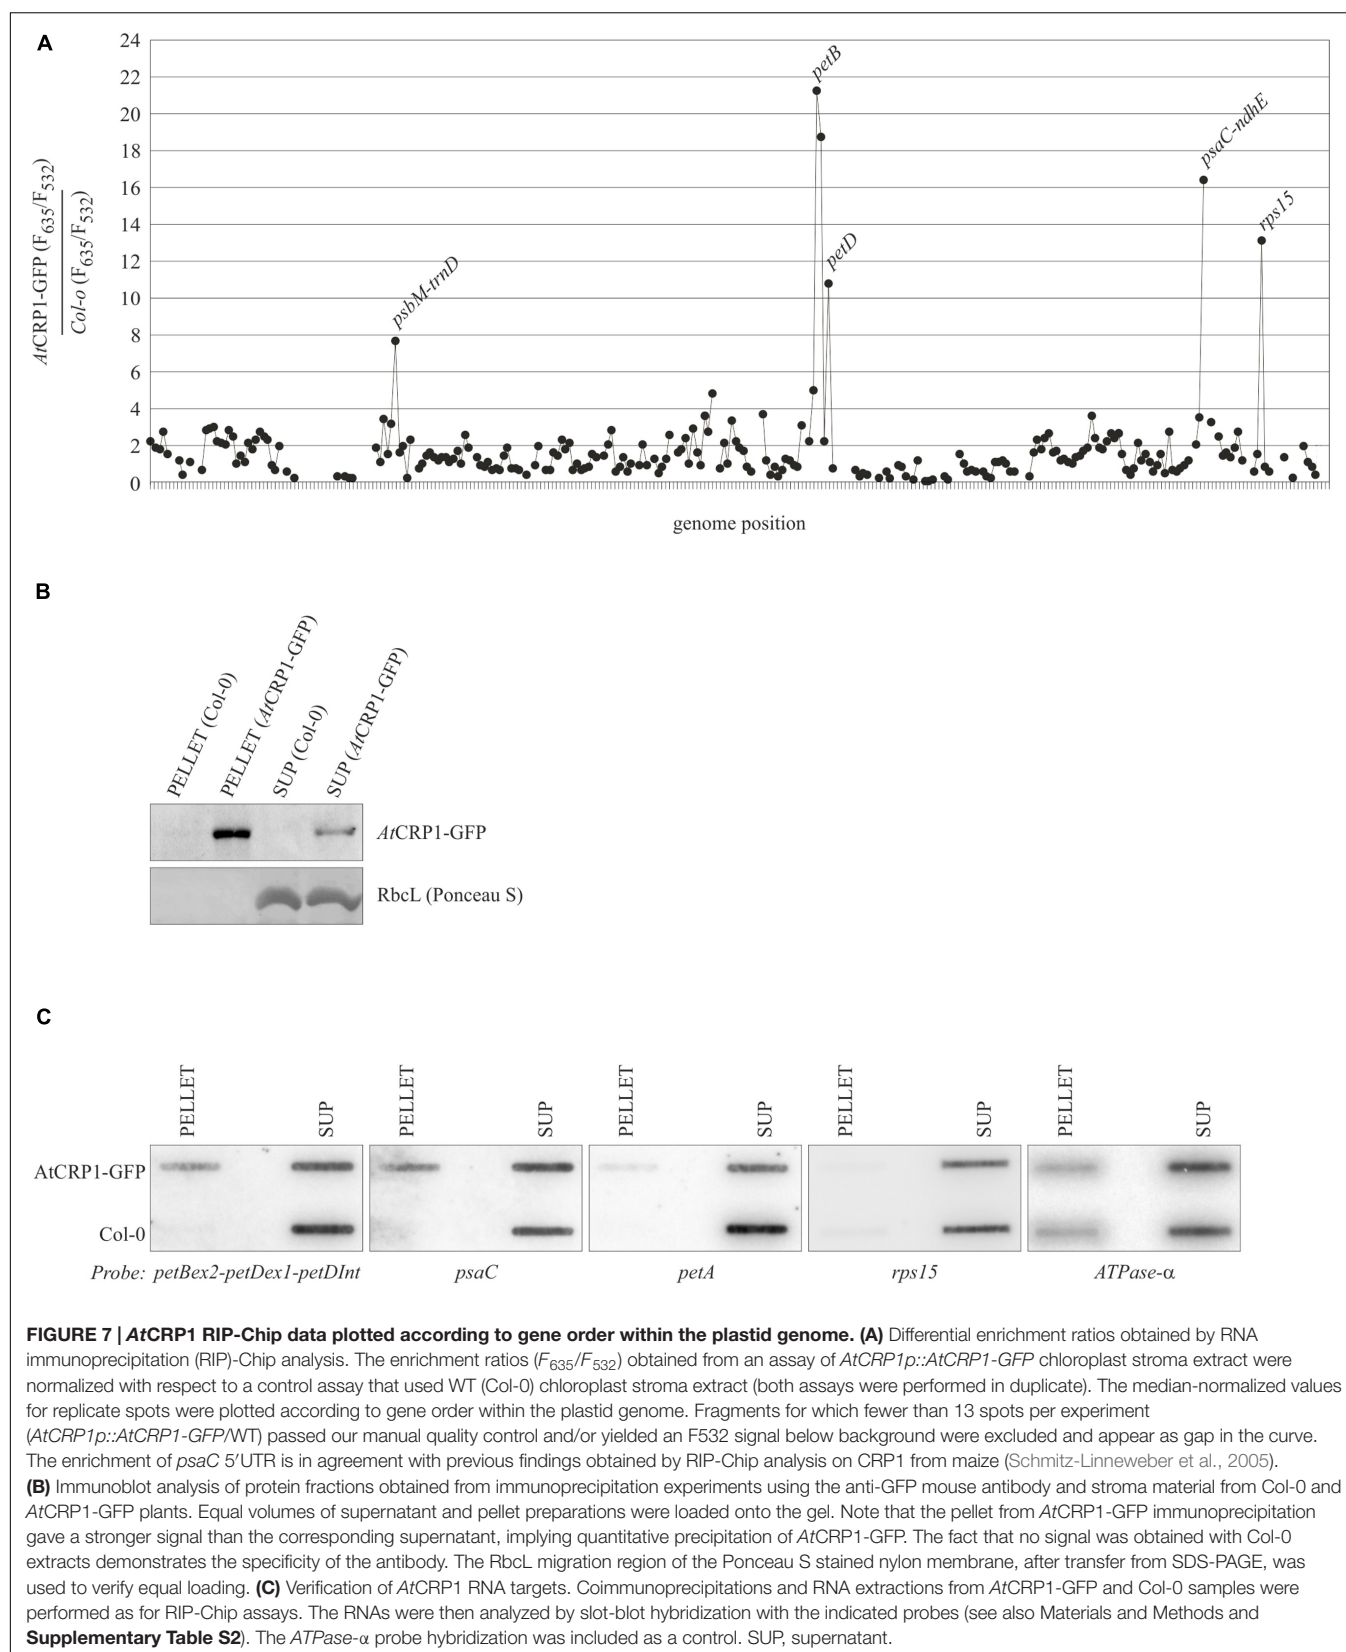 A
24
22
20
18
16
14
12
10
8
6
4
2
0
AtCRP1-GFP (F635/F532)
Col-o (F635/F532)
psbM-trnD
petB
petD
psaC-ndhE
rps15
genome position
B
PELLET (Col-0)
PELLET (AtCRP1-GFP)
SUP (Col-0)
SUP (AtCRP1-GFP)
AtCRP1-GFP
RbcL (Ponceau S)
C
PELLET SUP PELLET SUP PELLET SUP PELLET SUP PELLET SUP
AtCRP1-GFP
Col-0
Probe: petBex2-petDex1-petDInt psaC petA rps15 ATPase-α
FIGURE 7 | AtCRP1 RIP-Chip data plotted according to gene order within the plastid genome. (A) Differential enrichment ratios obtained by RNA
immunoprecipitation (RIP)-Chip analysis. The enrichment ratios (F635/F532) obtained from an assay of AtCRP1p::AtCRP1-GFP chloroplast stroma extract were
normalized with respect to a control assay that used WT (Col-0) chloroplast stroma extract (both assays were performed in duplicate). The median-normalized values
for replicate spots were plotted according to gene order within the plastid genome. Fragments for which fewer than 13 spots per experiment
(AtCRP1p::AtCRP1-GFP/WT) passed our manual quality control and/or yielded an F532 signal below background were excluded and appear as gap in the curve.
The enrichment of psaC 5′UTR is in agreement with previous findings obtained by RIP-Chip analysis on CRP1 from maize (Schmitz-Linneweber et al., 2005).
(B) Immunoblot analysis of protein fractions obtained from immunoprecipitation experiments using the anti-GFP mouse antibody and stroma material from Col-0 and
AtCRP1-GFP plants. Equal volumes of supernatant and pellet preparations were loaded onto the gel. Note that the pellet from AtCRP1-GFP immunoprecipitation
gave a stronger signal than the corresponding supernatant, implying quantitative precipitation of AtCRP1-GFP. The fact that no signal was obtained with Col-0
extracts demonstrates the specificity of the antibody. The RbcL migration region of the Ponceau S stained nylon membrane, after transfer from SDS-PAGE, was
used to verify equal loading. (C) Verification of AtCRP1 RNA targets. Coimmunoprecipitations and RNA extractions from AtCRP1-GFP and Col-0 samples were
performed as for RIP-Chip assays. The RNAs were then analyzed by slot-blot hybridization with the indicated probes (see also Materials and Methods and
Supplementary Table S2). The ATPase-α probe hybridization was included as a control. SUP, supernatant.